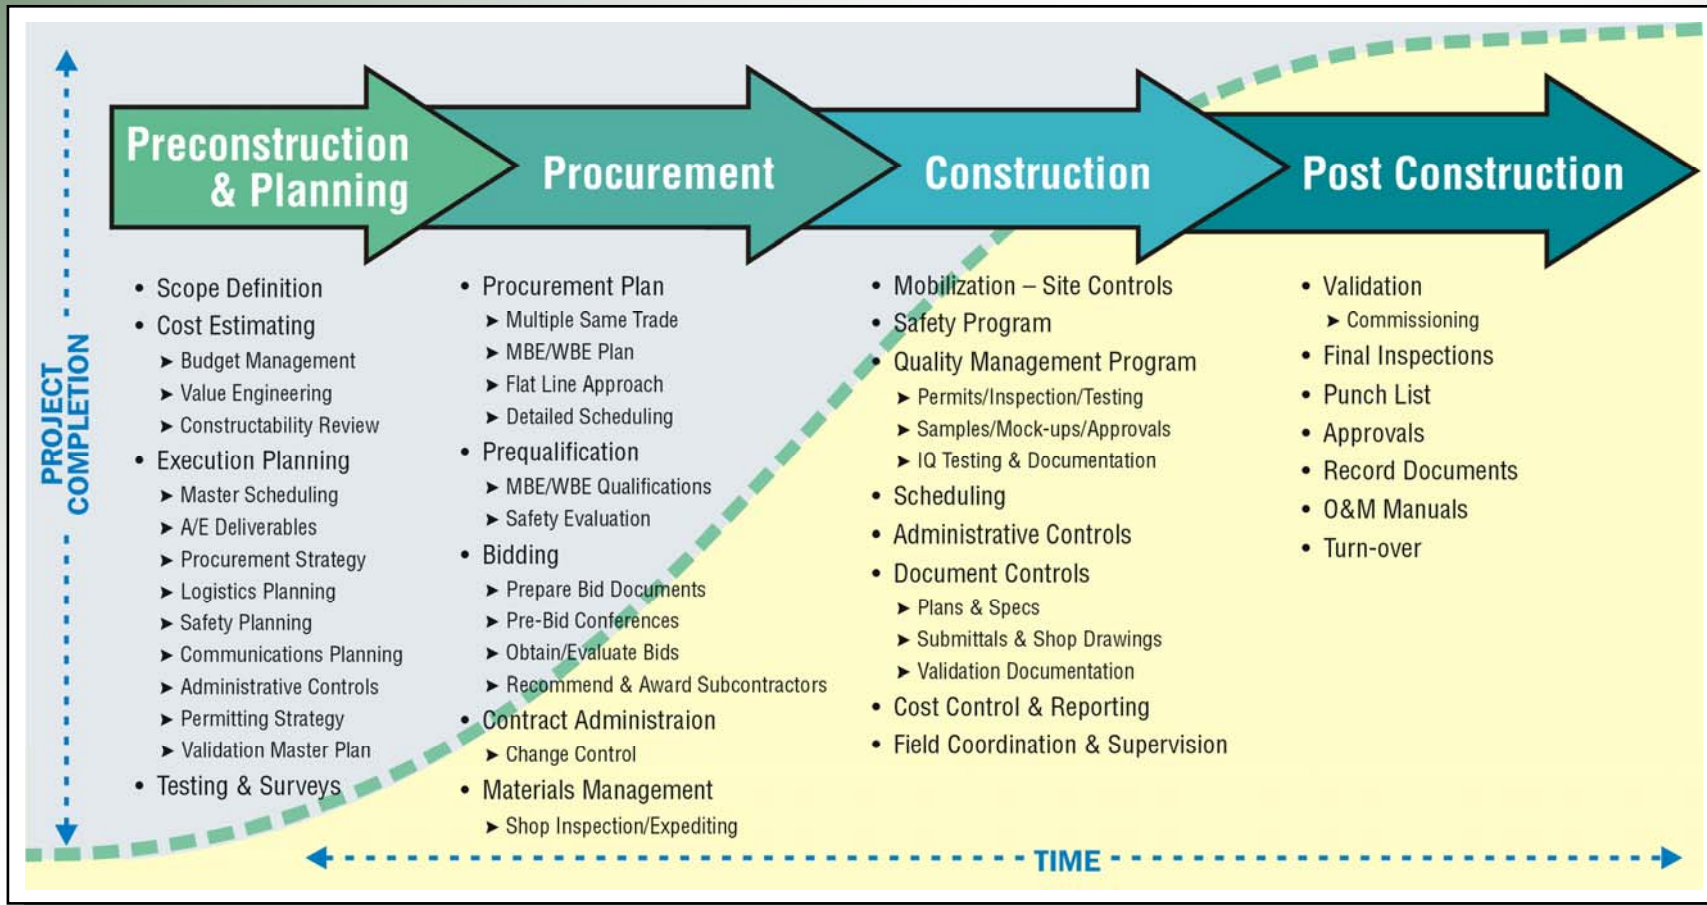 PROJECT
COMPLETION
Preconstruction
& Planning
Procurement
Construction
Post Construction
• Scope Definition
• Cost Estimating
➤ Budget Management
➤ Value Engineering
➤ Constructability Review
• Execution Planning
➤ Master Scheduling
➤ A/E Deliverables
➤ Procurement Strategy
➤ Logistics Planning
➤ Safety Planning
➤ Communications Planning
➤ Administrative Controls
➤ Permitting Strategy
➤ Validation Master Plan
• Testing & Surveys
• Procurement Plan
➤ Multiple Same Trade
➤ MBE/WBE Plan
➤ Flat Line Approach
➤ Detailed Scheduling
• Prequalification
➤ MBE/WBE Qualifications
➤ Safety Evaluation
• Bidding
➤ Prepare Bid Documents
➤ Pre-Bid Conferences
➤ Obtain/Evaluate Bids
➤ Recommend & Award Subcontractors
• Contract Administraion
➤ Change Control
• Materials Management
➤ Shop Inspection/Expediting
• Mobilization – Site Controls
• Safety Program
• Quality Management Program
➤ Permits/Inspection/Testing
➤ Samples/Mock-ups/Approvals
➤ IQ Testing & Documentation
• Scheduling
• Administrative Controls
• Document Controls
➤ Plans & Specs
➤ Submittals & Shop Drawings
➤ Validation Documentation
• Cost Control & Reporting
• Field Coordination & Supervision
• Validation
➤ Commissioning
• Final Inspections
• Punch List
• Approvals
• Record Documents
• O&M Manuals
• Turn-over
TIME